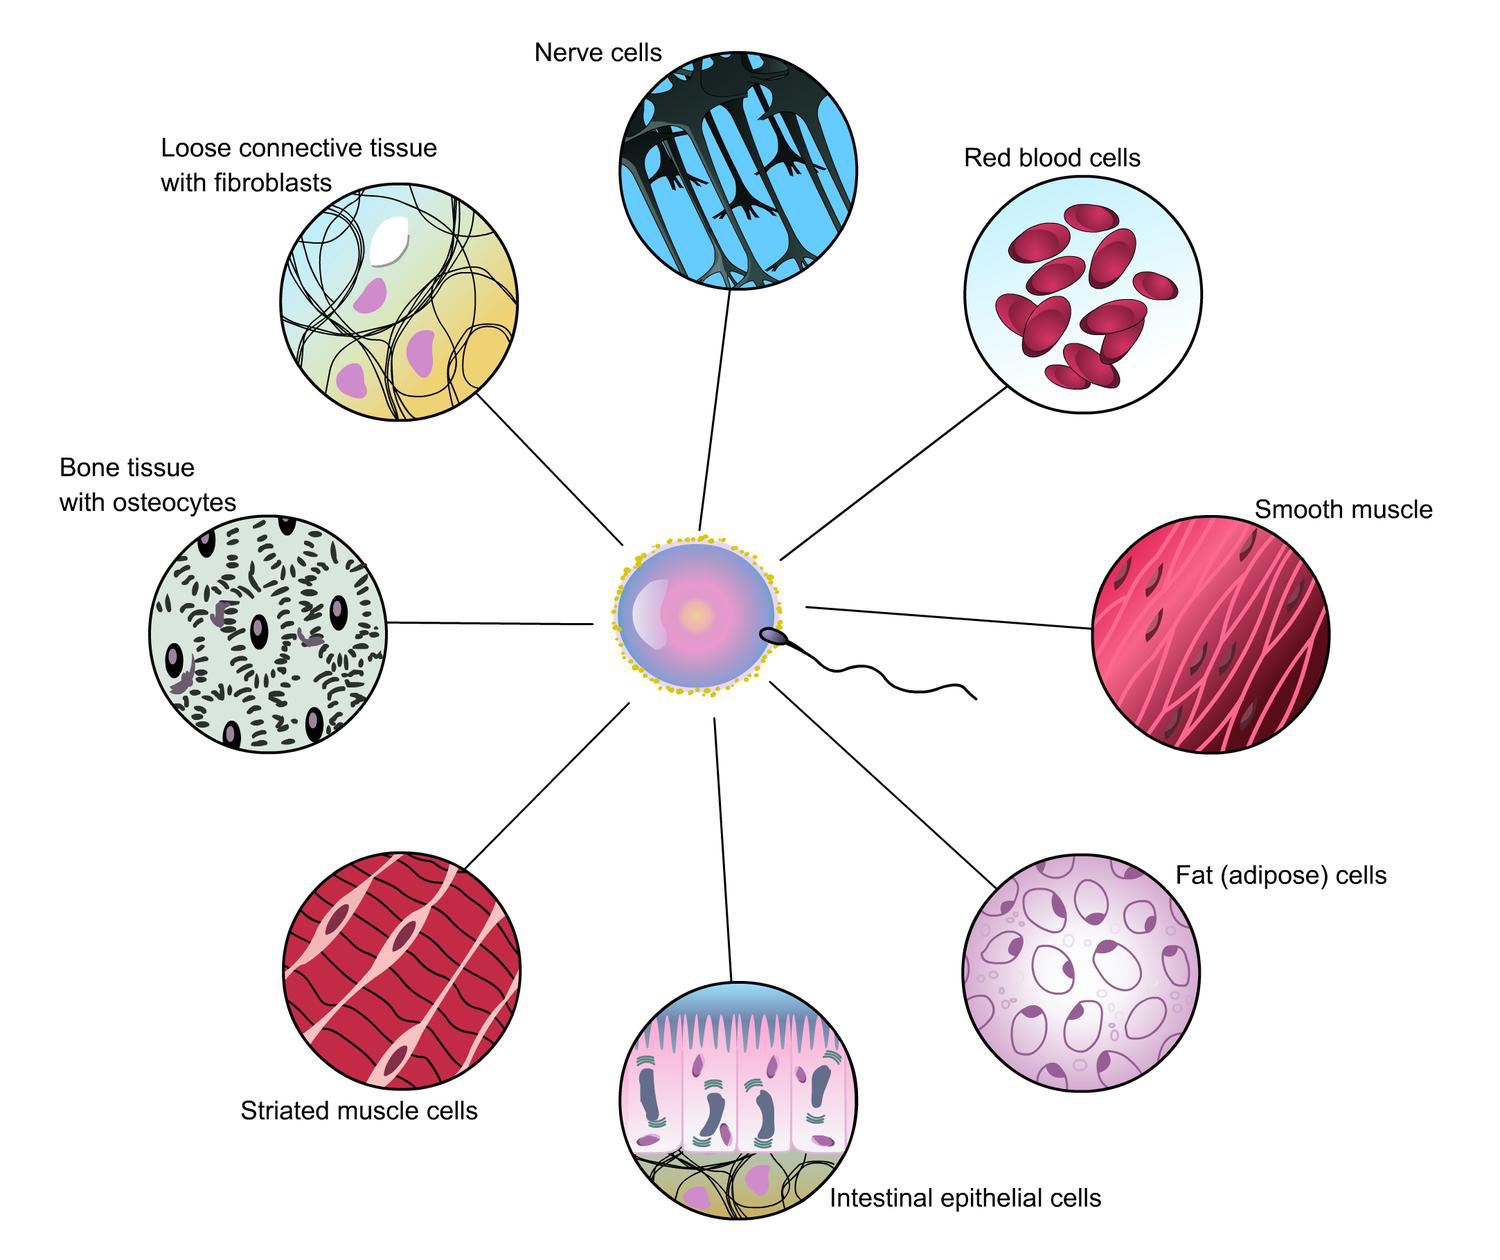 Nerve cells
Loose connective tissue
with fibroblasts
Red blood cells
Bone tissue
with osteocytes
Smooth muscle
Fat (adipose) cells
Striated muscle cells
Intestinal epithelial cells